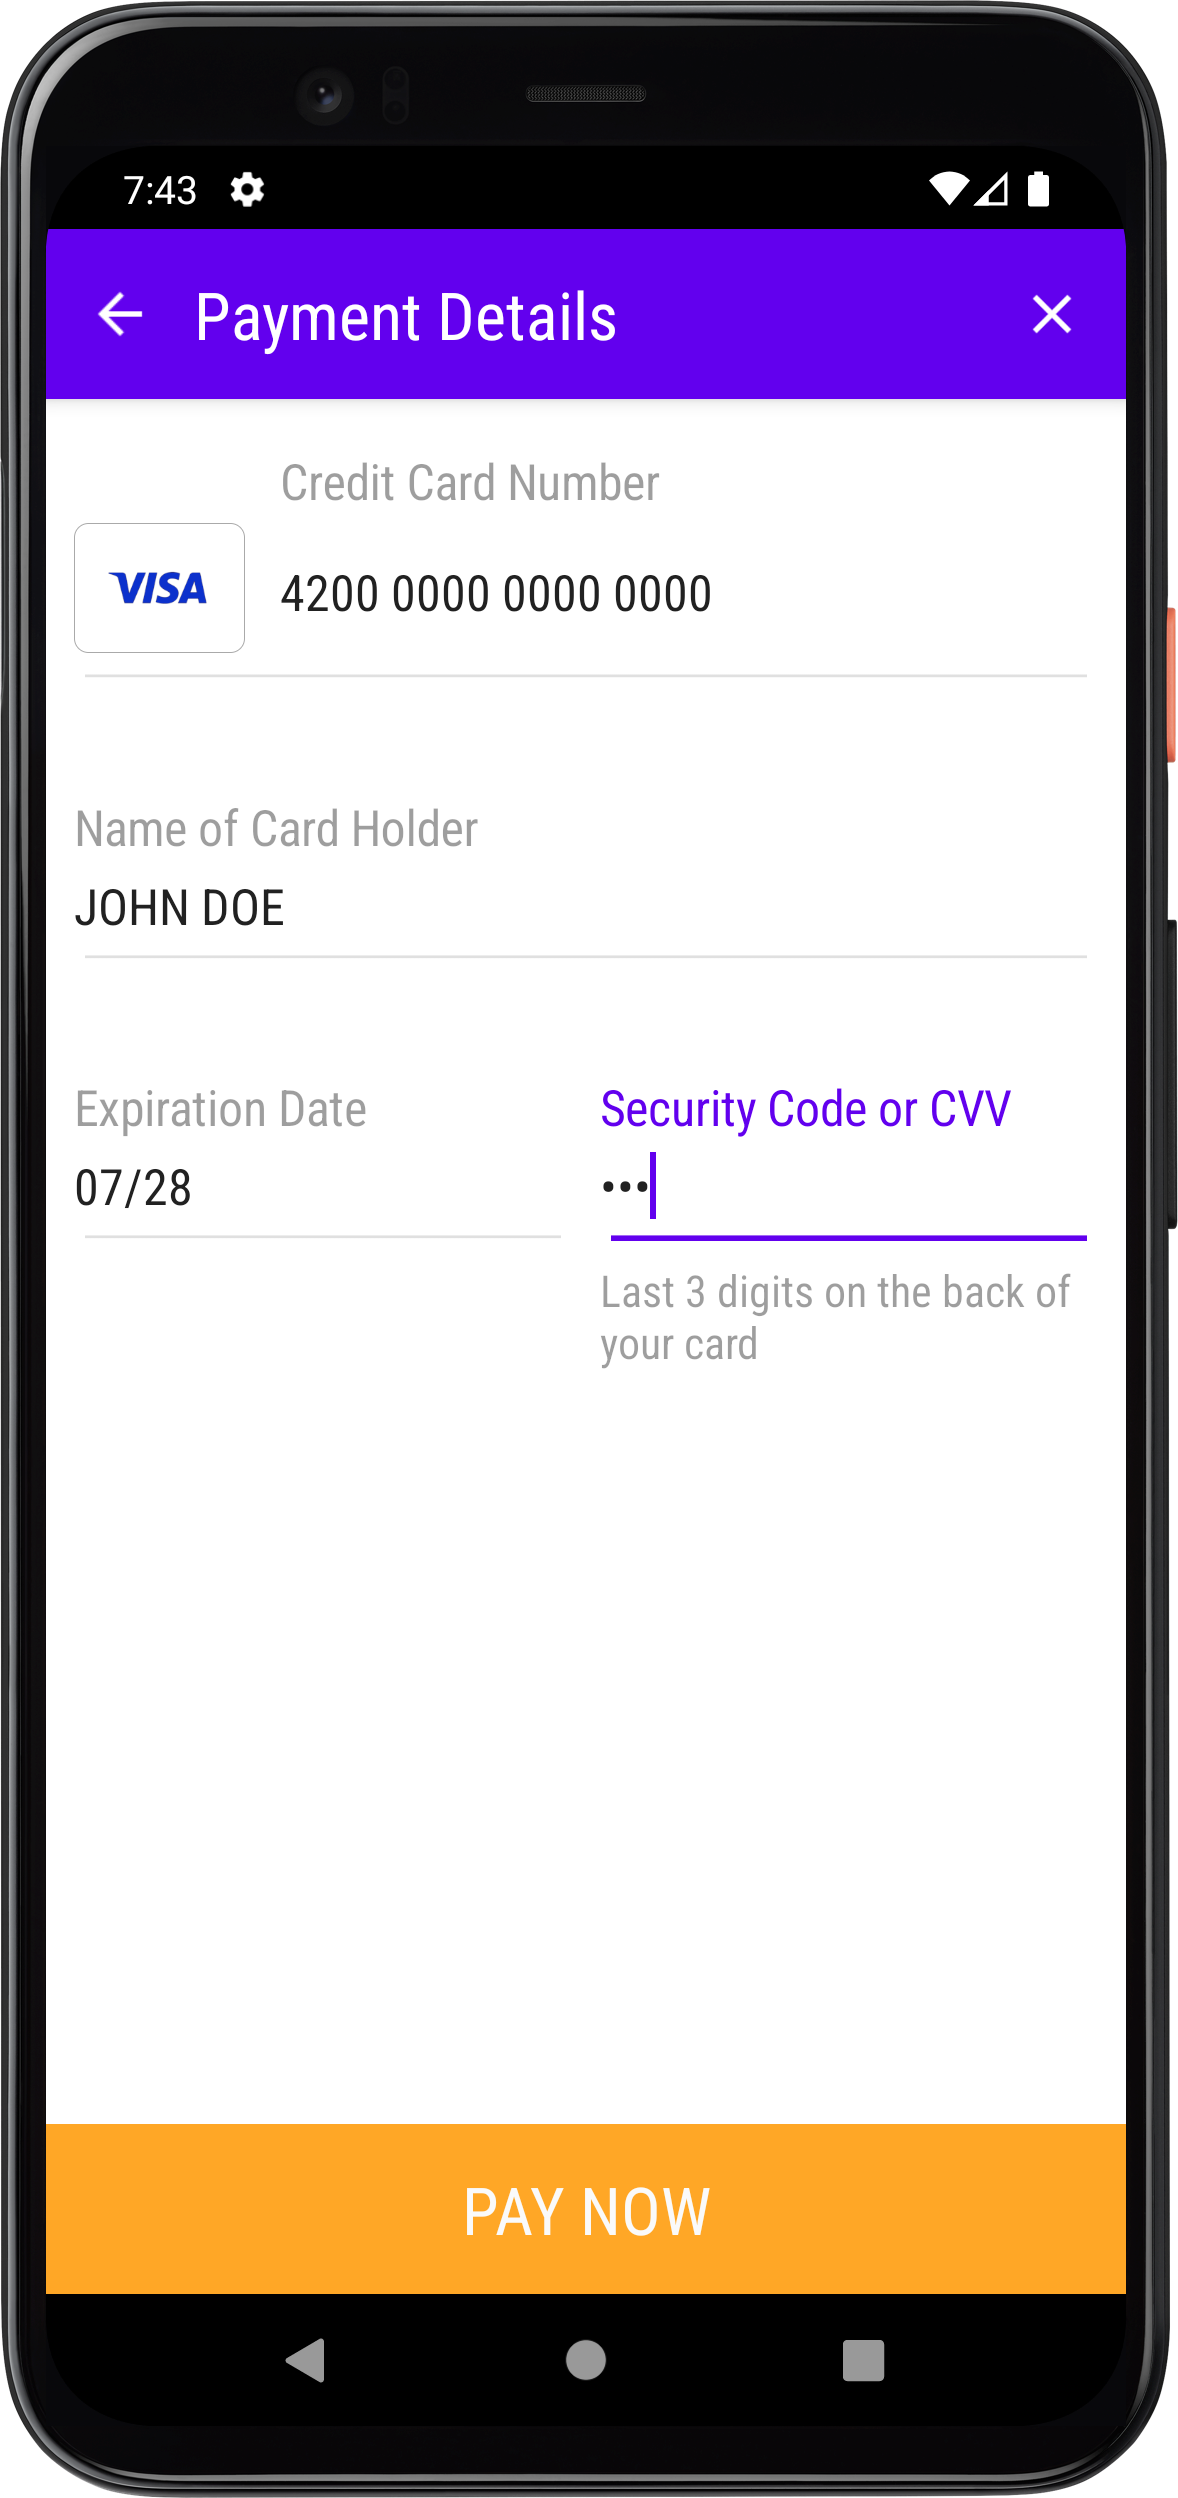 7:43
Payment Details
Credit Card Number
VISA
4200 0000 0000 0000
Name of Card Holder
JOHN DOE
Expiration Date
07/28
Security Code or CVV
•••
Last 3 digits on the back of
your card
PAY NOW